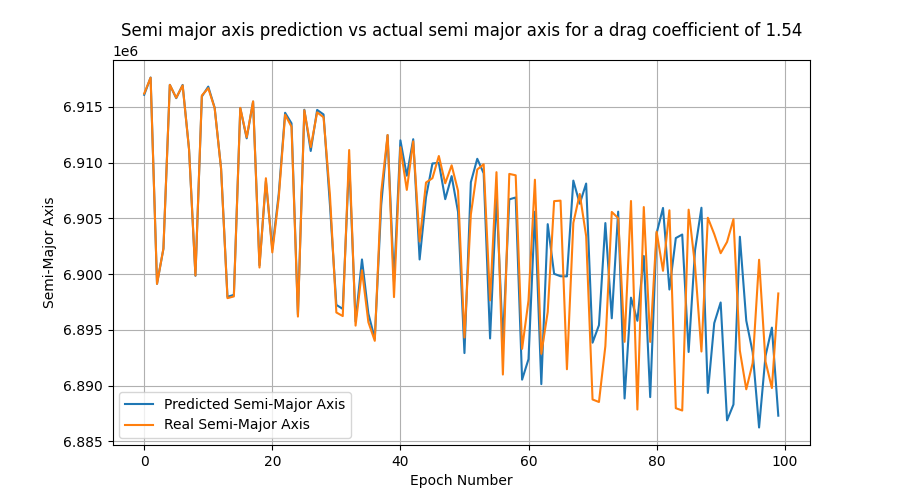 Semi major axis prediction vs actual semi major axis for a drag coefficient of 1.54
1e6
6.915
6.910
6.905
6.900
6.895
6.890
6.885
Semi-Major Axis
Predicted Semi-Major Axis
Real Semi-Major Axis
0 20 40 60 80 100
Epoch Number